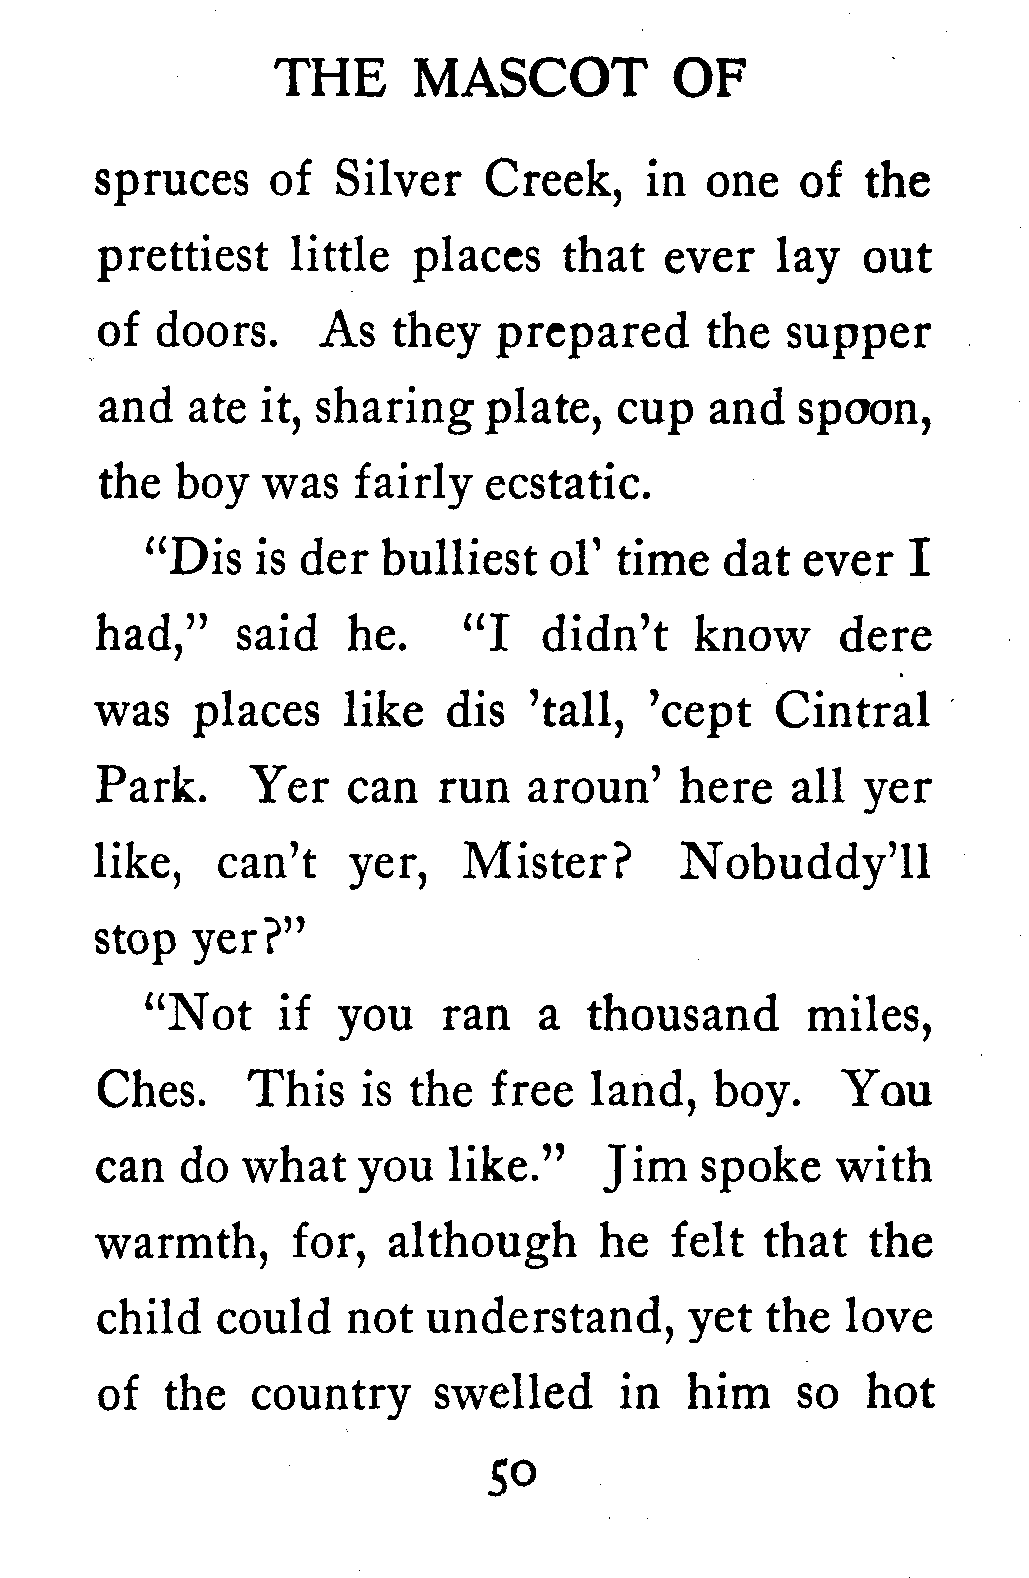 THE MASCOT OF
spruces of Silver Creek, in one of the
prettiest little places that ever lay out
of doors. As they prepared the supper
and ate it, sharing plate, cup and spoon,
the boy was fairly ecstatic.
“Dis is der bulliest ol’ time dat ever I
had,” said he. “I didn’t know dere
was places like dis ’tall, ’cept Cintral
Park. Yer can run aroun’ here all yer
like, can’t yer, Mister? Nobuddy’ll
stop yer?”
“Not if you ran a thousand miles,
Ches. This is the free land, boy. You
can do what you like.” Jim spoke with
warmth, for, although he felt that the
child could not understand, yet the love
of the country swelled in him so hot
50